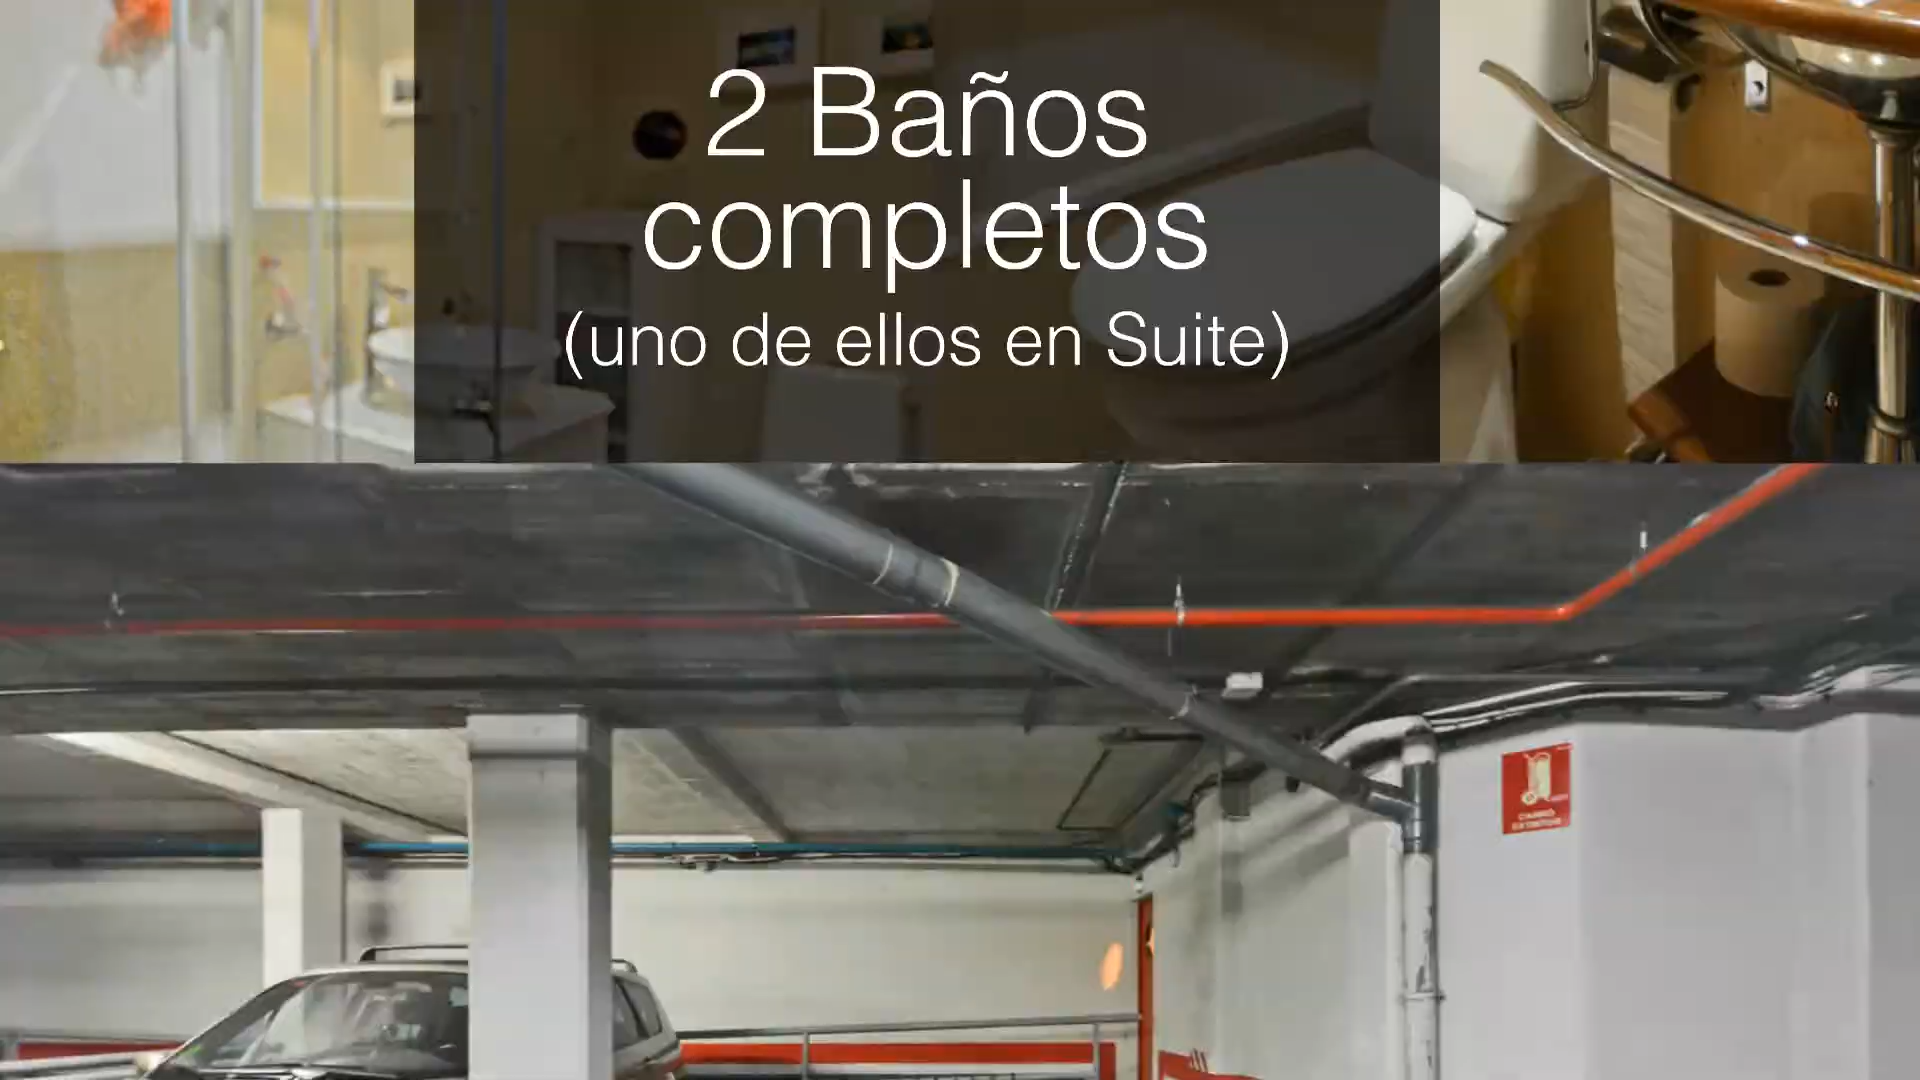 2 Baños
completos
(uno de ellos en Suite)